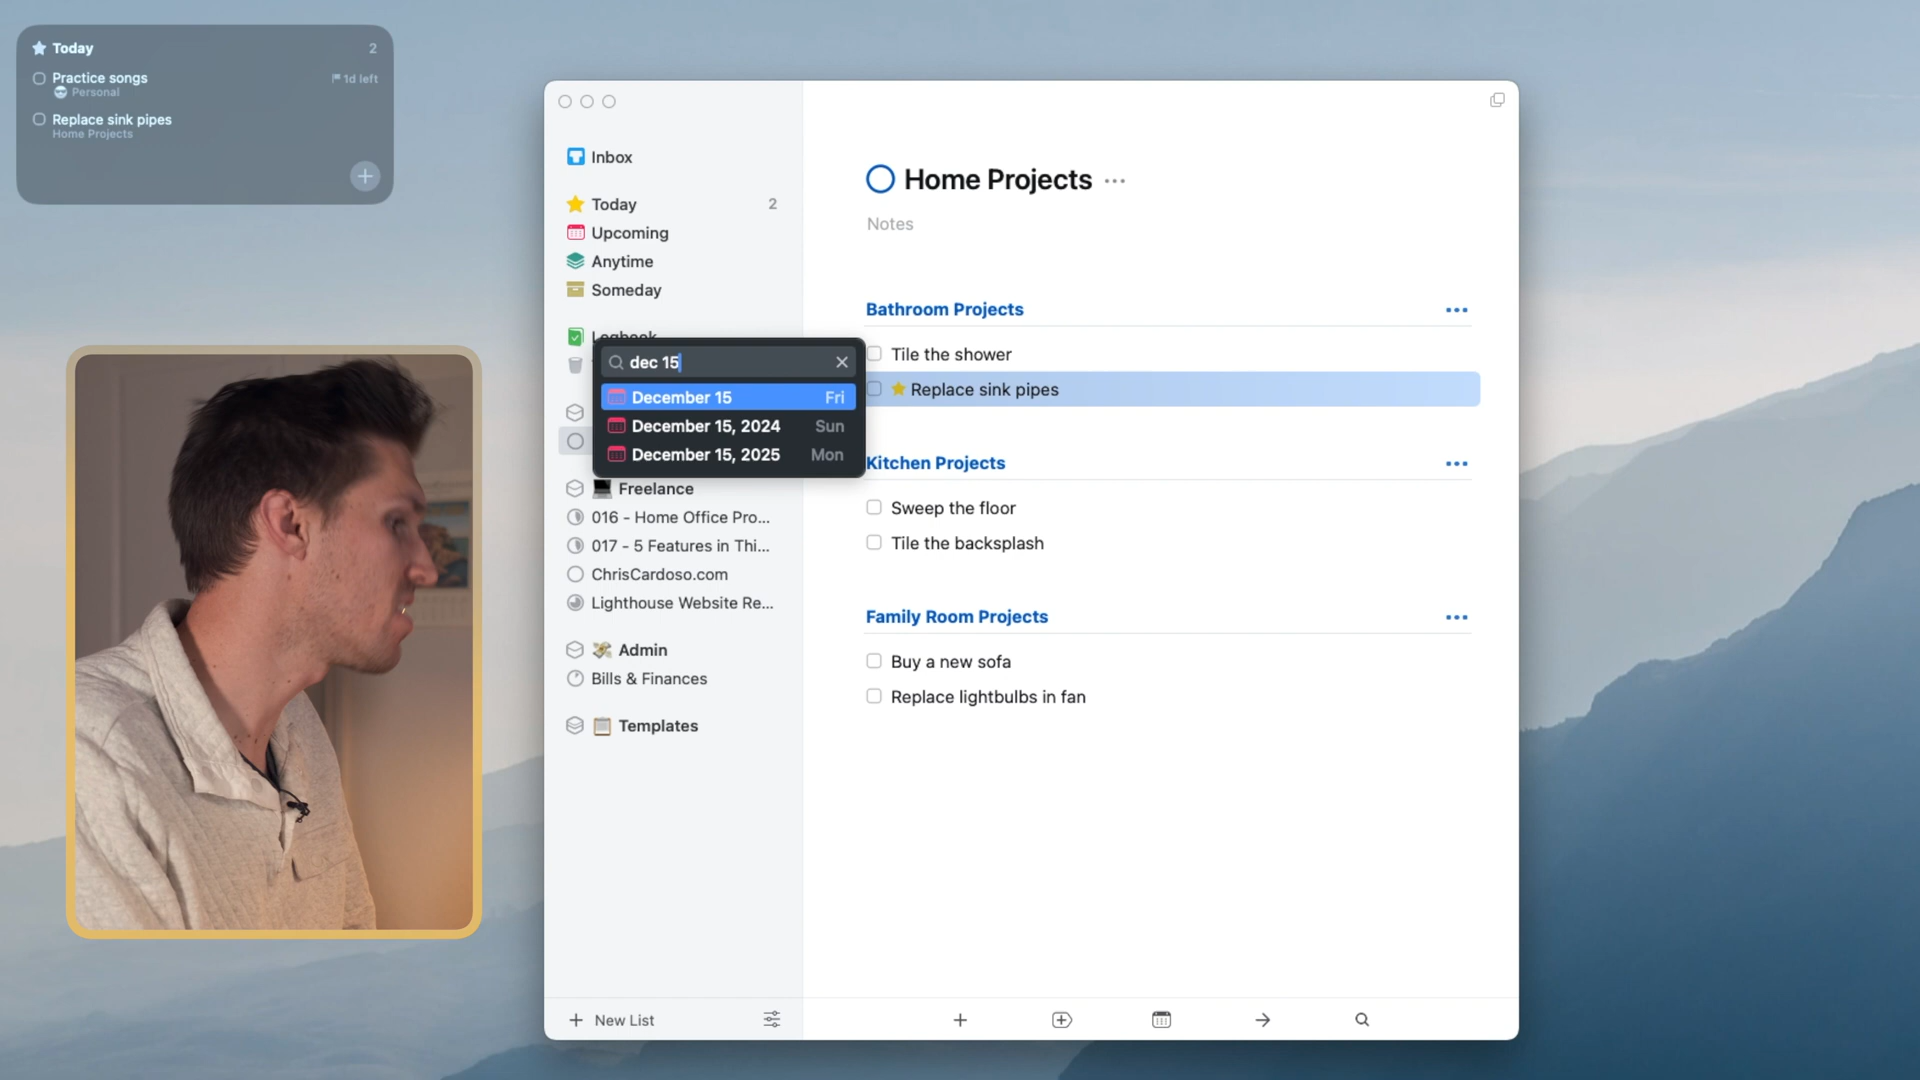 Today 2
Practice songs 1d left
Personal
Replace sink pipes
Home Projects
Inbox
Today 2
Upcoming
Anytime
Someday
Logbook
dec 15
December 15 Fri
December 15, 2024 Sun
December 15, 2025 Mon
Freelance
016 - Home Office Pro...
017 - 5 Features in Thi...
ChrisCardoso.com
Lighthouse Website Re...
Admin
Bills & Finances
Templates
New List
Home Projects
Notes
Bathroom Projects
Tile the shower
Replace sink pipes
Kitchen Projects
Sweep the floor
Tile the backsplash
Family Room Projects
Buy a new sofa
Replace lightbulbs in fan